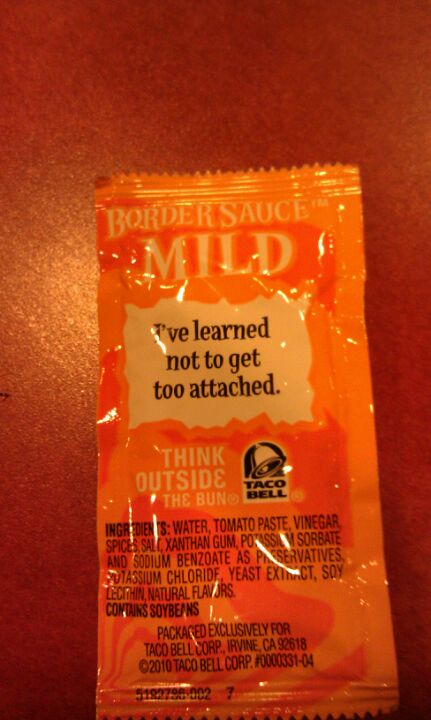 BORDER SAUCE™
MILD
I've learned
not to get
too attached.
THINK
OUTSIDE
THE BUN®
TACO
BELL®
INGREDIENTS: WATER, TOMATO PASTE, VINEGAR,
SPICES, SALT, XANTHAN GUM, POTASSIUM SORBATE
AND SODIUM BENZOATE AS PRESERVATIVES,
POTASSIUM CHLORIDE, YEAST EXTRACT, SOY
LECITHIN, NATURAL FLAVORS.
CONTAINS SOYBEANS
PACKAGED EXCLUSIVELY FOR
TACO BELL CORP., IRVINE, CA 92618
©2010 TACO BELL CORP. #0000331-04
5192786-002 7